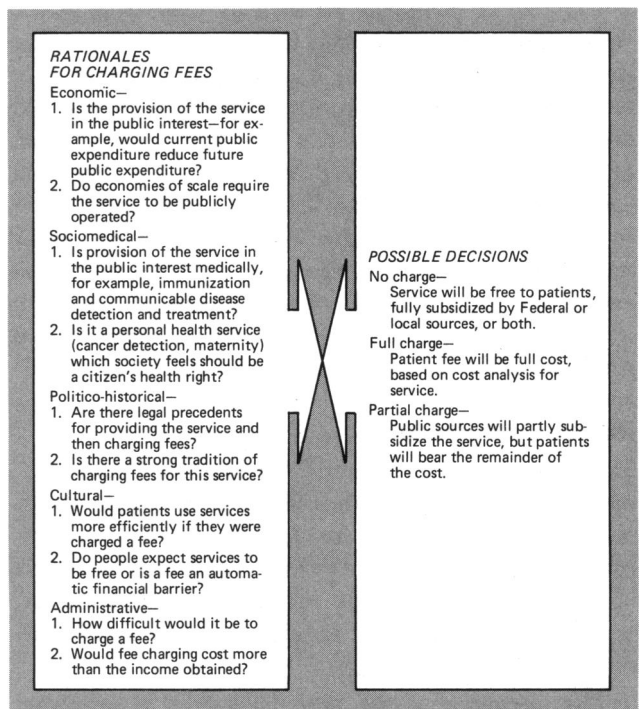 RATIONALES
FOR CHARGING FEES
Economic—
1. Is the provision of the service
in the public interest—for ex-
ample, would current public
expenditure reduce future
public expenditure?
2. Do economies of scale require
the service to be publicly
operated?
Sociomedical—
1. Is provision of the service in
the public interest medically,
for example, immunization
and communicable disease
detection and treatment?
2. Is it a personal health service
(cancer detection, maternity)
which society feels should be
a citizen's health right?
Politico-historical—
1. Are there legal precedents
for providing the service and
then charging fees?
2. Is there a strong tradition of
charging fees for this service?
Cultural—
1. Would patients use services
more efficiently if they were
charged a fee?
2. Do people expect services to
be free or is a fee an automa-
tic financial barrier?
Administrative—
1. How difficult would it be to
charge a fee?
2. Would fee charging cost more
than the income obtained?
POSSIBLE DECISIONS
No charge—
Service will be free to patients,
fully subsidized by Federal or
local sources, or both.
Full charge—
Patient fee will be full cost,
based on cost analysis for
service.
Partial charge—
Public sources will partly sub-
sidize the service, but patients
will bear the remainder of
the cost.